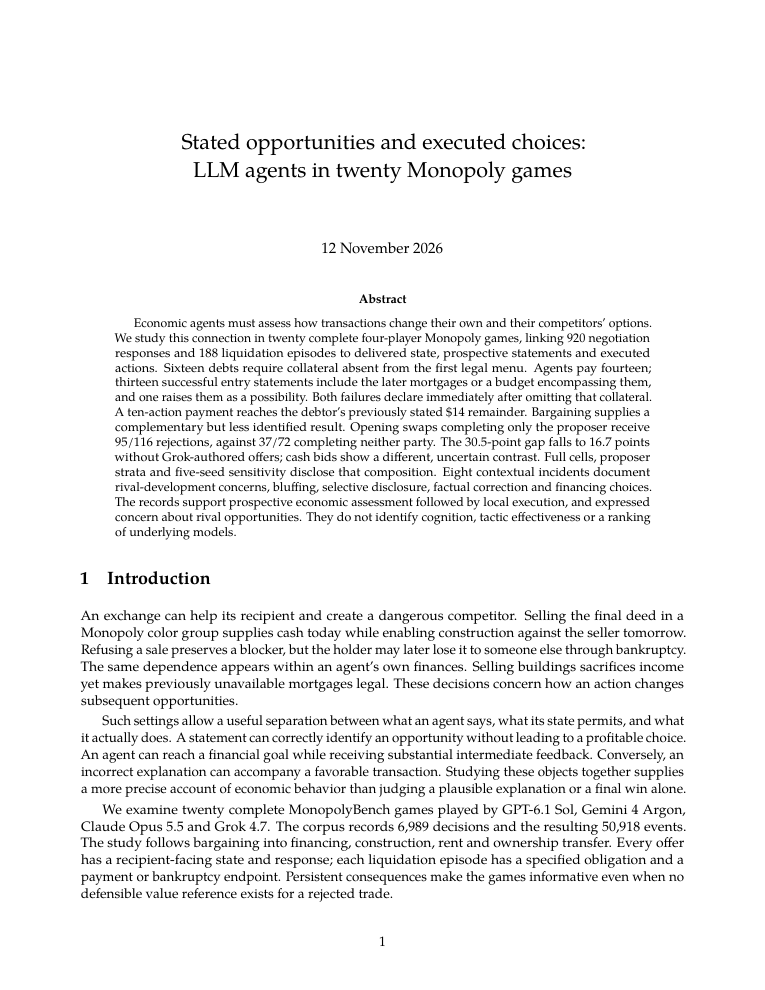 Stated opportunities and executed choices:
LLM agents in twenty Monopoly games
12 November 2026
Abstract
Economic agents must assess how transactions change their own and their competitors' options.
We study this connection in twenty complete four-player Monopoly games, linking 920 negotiation
responses and 188 liquidation episodes to delivered state, prospective statements and executed
actions. Sixteen debts require collateral absent from the first legal menu. Agents pay fourteen;
thirteen successful entry statements include the later mortgages or a budget encompassing them,
and one raises them as a possibility. Both failures declare immediately after omitting that collateral.
A ten-action payment reaches the debtor's previously stated $14 remainder. Bargaining supplies a
complementary but less identified result. Opening swaps completing only the proposer receive
95/116 rejections, against 37/72 completing neither party. The 30.5-point gap falls to 16.7 points
without Grok-authored offers; cash bids show a different, uncertain contrast. Full cells, proposer
strata and five-seed sensitivity disclose that composition. Eight contextual incidents document
rival-development concerns, bluffing, selective disclosure, factual correction and financing choices.
The records support prospective economic assessment followed by local execution, and expressed
concern about rival opportunities. They do not identify cognition, tactic effectiveness or a ranking
of underlying models.
1 Introduction
An exchange can help its recipient and create a dangerous competitor. Selling the final deed in a
Monopoly color group supplies cash today while enabling construction against the seller tomorrow.
Refusing a sale preserves a blocker, but the holder may later lose it to someone else through bankruptcy.
The same dependence appears within an agent's own finances. Selling buildings sacrifices income
yet makes previously unavailable mortgages legal. These decisions concern how an action changes
subsequent opportunities.
Such settings allow a useful separation between what an agent says, what its state permits, and what
it actually does. A statement can correctly identify an opportunity without leading to a profitable choice.
An agent can reach a financial goal while receiving substantial intermediate feedback. Conversely, an
incorrect explanation can accompany a favorable transaction. Studying these objects together supplies
a more precise account of economic behavior than judging a plausible explanation or a final win alone.
We examine twenty complete MonopolyBench games played by GPT-6.1 Sol, Gemini 4 Argon,
Claude Opus 5.5 and Grok 4.7. The corpus records 6,989 decisions and the resulting 50,918 events.
The study follows bargaining into financing, construction, rent and ownership transfer. Every offer
has a recipient-facing state and response; each liquidation episode has a specified obligation and a
payment or bankruptcy endpoint. Persistent consequences make the games informative even when no
defensible value reference exists for a rejected trade.
1